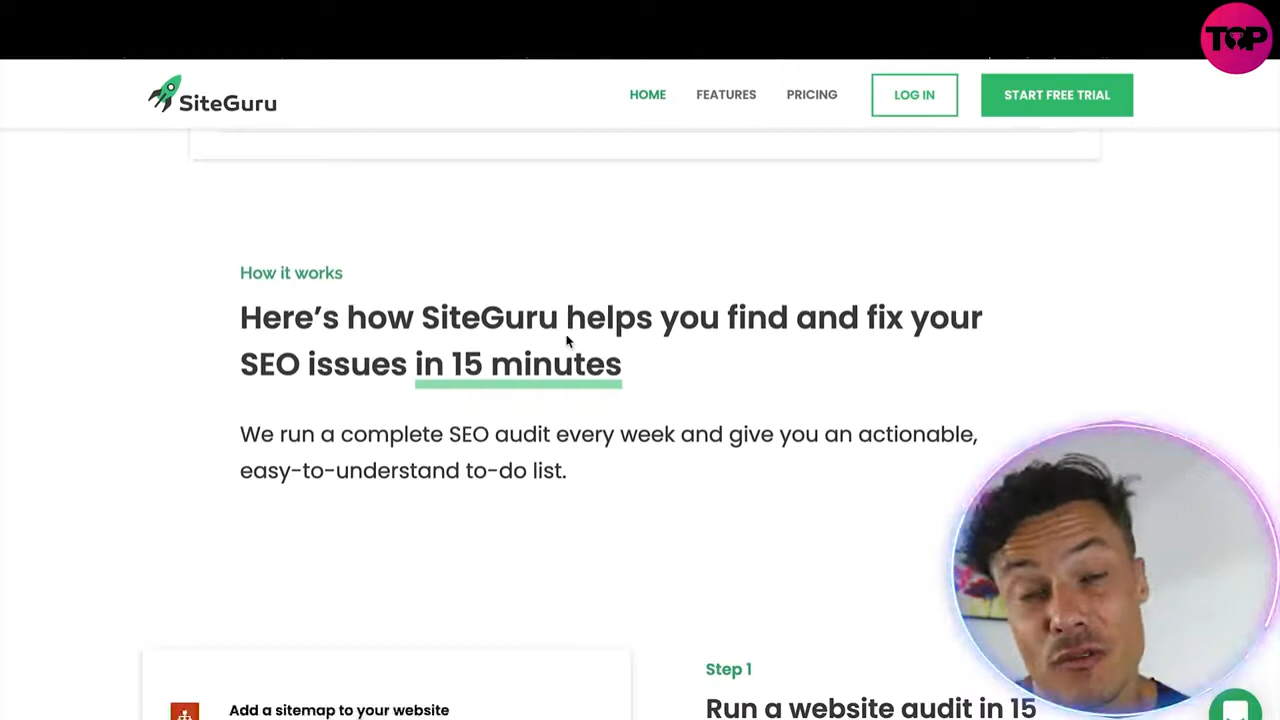 TOP
SiteGuru
HOME FEATURES PRICING LOG IN START FREE TRIAL
How it works
Here’s how SiteGuru helps you find and fix your
SEO issues in 15 minutes
We run a complete SEO audit every week and give you an actionable,
easy-to-understand to-do list.
Add a sitemap to your website
Step 1
Run a website audit in 15